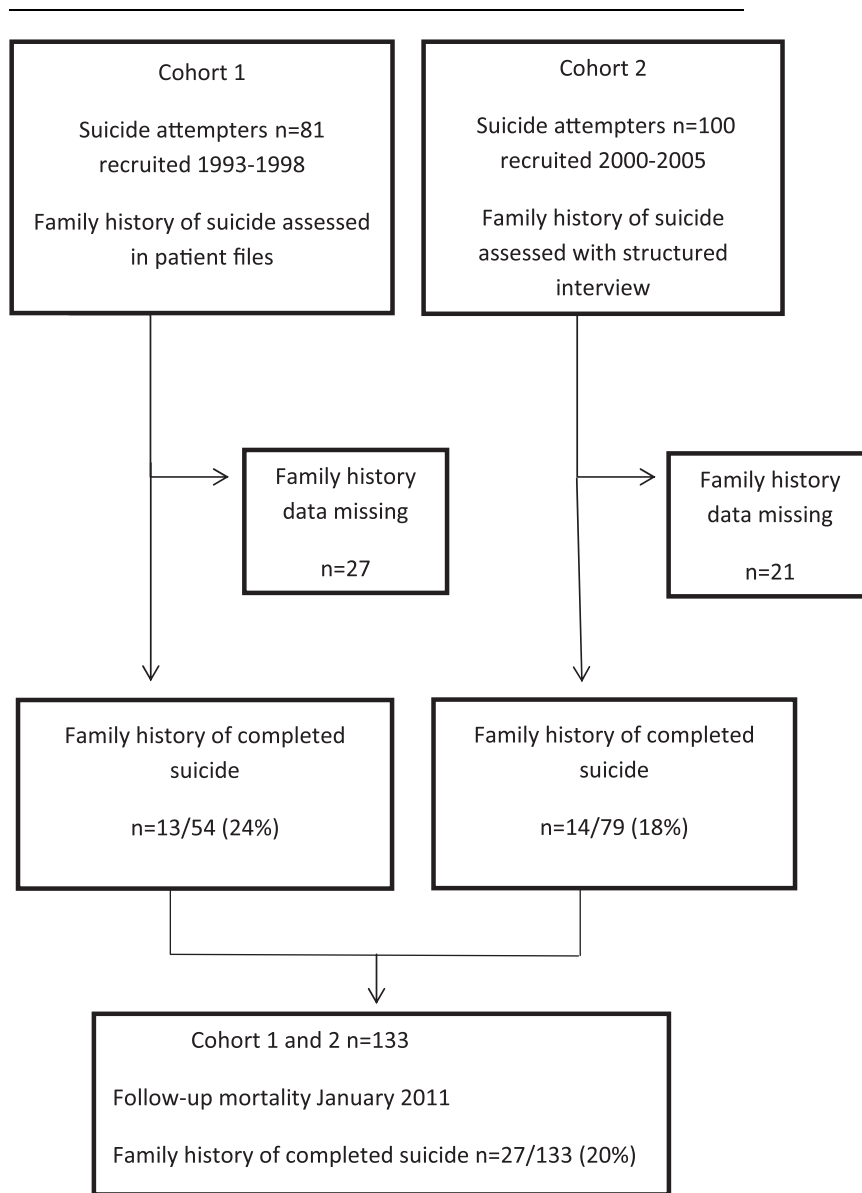 Cohort 1
Suicide attempters n=81
recruited 1993-1998
Family history of suicide assessed
in patient files
Cohort 2
Suicide attempters n=100
recruited 2000-2005
Family history of suicide
assessed with structured
interview
Family history
data missing
n=27
Family history
data missing
n=21
Family history of completed
suicide
n=13/54 (24%)
Family history of completed
suicide
n=14/79 (18%)
Cohort 1 and 2 n=133
Follow-up mortality January 2011
Family history of completed suicide n=27/133 (20%)